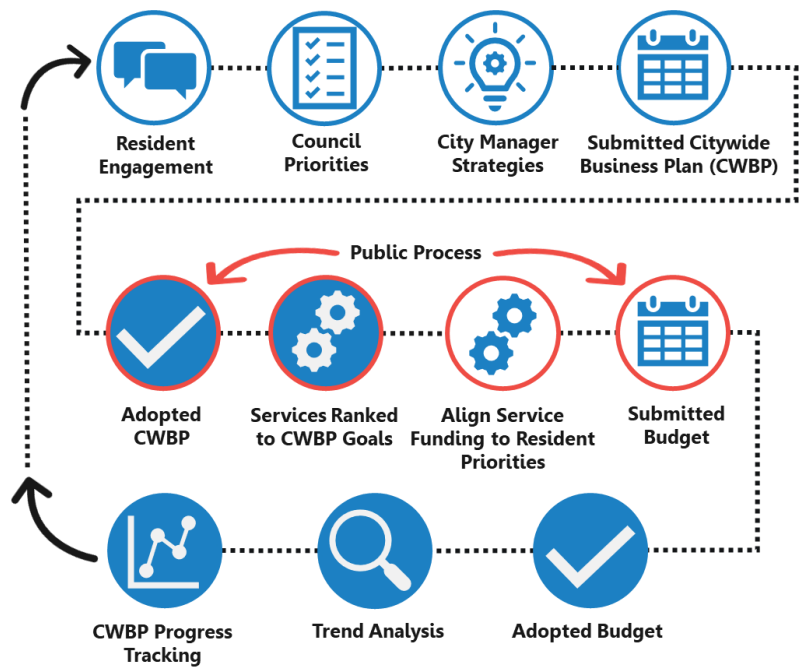 Resident
Engagement
Council
Priorities
City Manager
Strategies
Submitted Citywide
Business Plan (CWBP)
Public Process
Adopted
CWBP
Services Ranked
to CWBP Goals
Align Service
Funding to Resident
Priorities
Submitted
Budget
CWBP Progress
Tracking
Trend Analysis
Adopted Budget